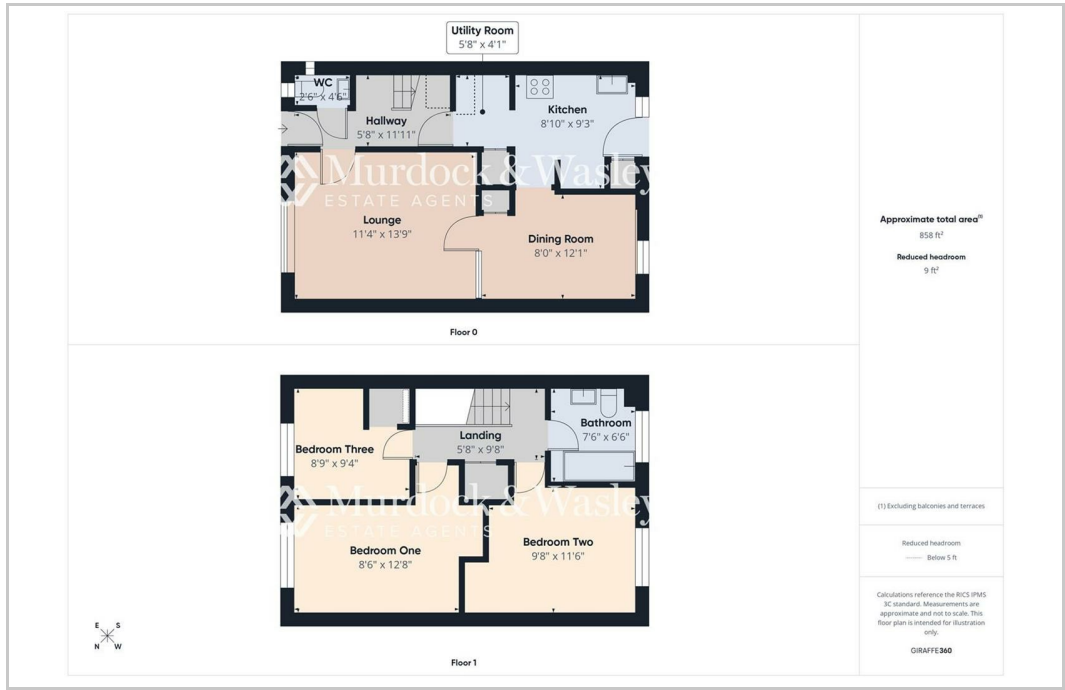 Utility Room
5'8" x 4'1"
WC
2'6" x 4'6"
Hallway
5'8" x 11'11"
Kitchen
8'10" x 9'3"
Murdock & Wasley
ESTATE AGENTS
Lounge
11'4" x 13'9"
Dining Room
8'0" x 12'1"
Floor 0
Bathroom
7'6" x 6'6"
Landing
5'8" x 9'8"
Bedroom Three
8'9" x 9'4"
Murdock & Wasley
ESTATE AGENTS
Bedroom One
8'6" x 12'8"
Bedroom Two
9'8" x 11'6"
E S
N W
Floor 1
Approximate total area(1)
858 ft²
Reduced headroom
9 ft²
(1) Excluding balconies and terraces
Reduced headroom
Below 5 ft
Calculations reference the RICS IPMS
3C standard. Measurements are
approximate and not to scale. This
floor plan is intended for illustration
only.
GIRAFFE360